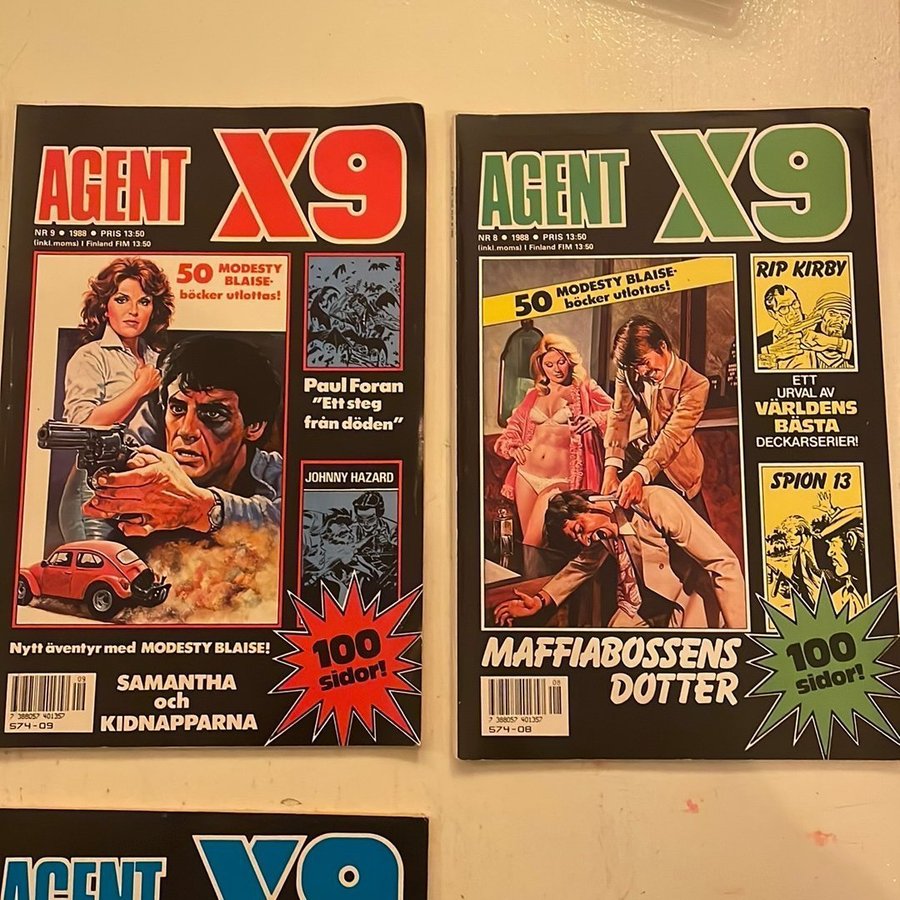 AGENT X9
NR 9 • 1988 • PRIS 13:50
(inkl.moms) I Finland FIM 13:50
50 MODESTY
BLAISE-
böcker utlottas!
Paul Foran
"Ett steg
från döden"
JOHNNY HAZARD
100
sidor!
Nytt äventyr med MODESTY BLAISE!
SAMANTHA
och
KIDNAPPARNA
09
7 388057 401357
574-09
AGENT X9
NR 8 • 1988 • PRIS 13:50
(inkl.moms) I Finland FIM 13:50
50 MODESTY BLAISE-
böcker utlottas!
RIP KIRBY
ETT
URVAL AV
VÄRLDENS
BÄSTA
DECKARSERIER!
SPION 13
100
sidor!
MAFFIABOSSENS
DOTTER
08
7 388057 401357
574-08
AGENT X9